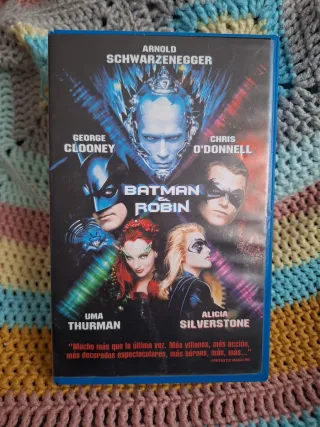 ARNOLD
SCHWARZENEGGER
GEORGE
CLOONEY
CHRIS
O'DONNELL
BATMAN
&
ROBIN
UMA
THURMAN
ALICIA
SILVERSTONE
"Mucho más que la última vez. Más villanos, más acción,
más decorados espectaculares, más héroes, más, más..."